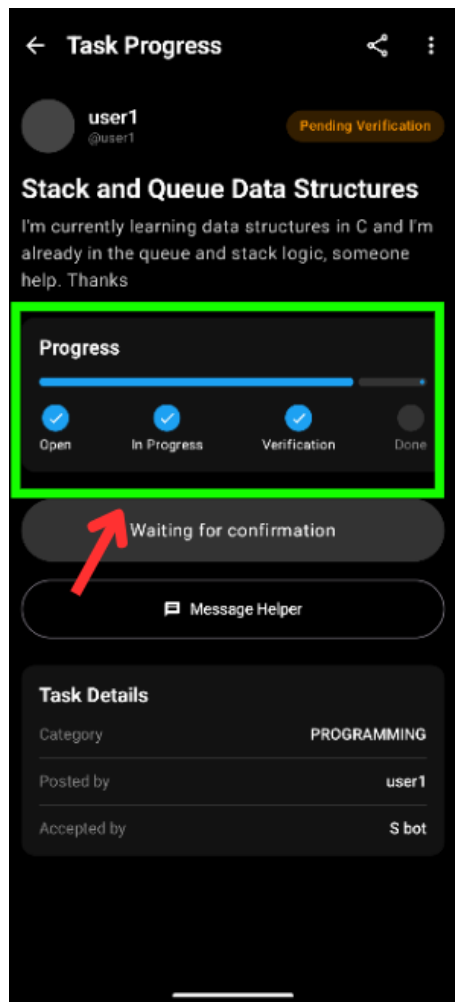 Task Progress
user1
@user1
Pending Verification
Stack and Queue Data Structures
I'm currently learning data structures in C and I'm
already in the queue and stack logic, someone
help. Thanks
Progress
Open
In Progress
Verification
Done
Waiting for confirmation
Message Helper
Task Details
Category
PROGRAMMING
Posted by
user1
Accepted by
S bot